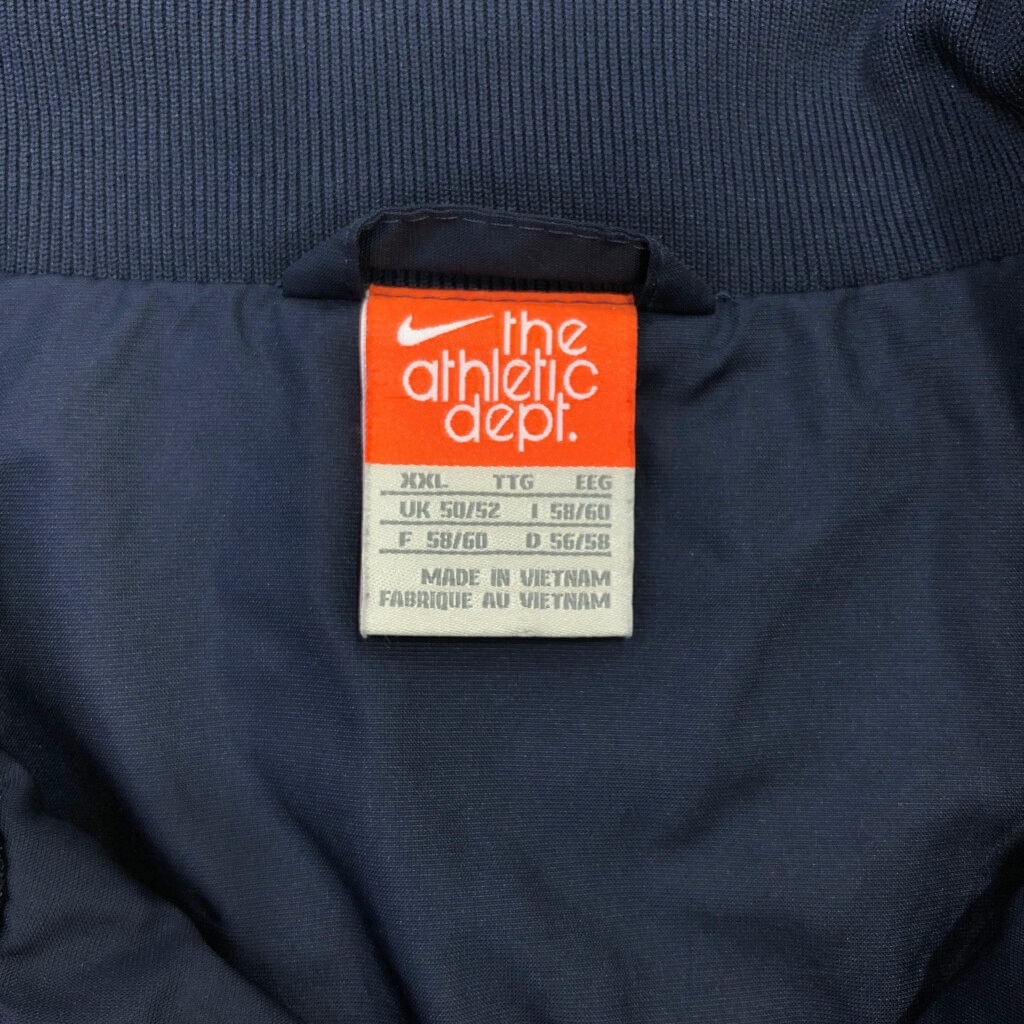 the
athletic
dept.
XXL TTG EEG
UK 50/52 I 58/60
F 58/60 D 56/58
MADE IN VIETNAM
FABRIQUE AU VIETNAM